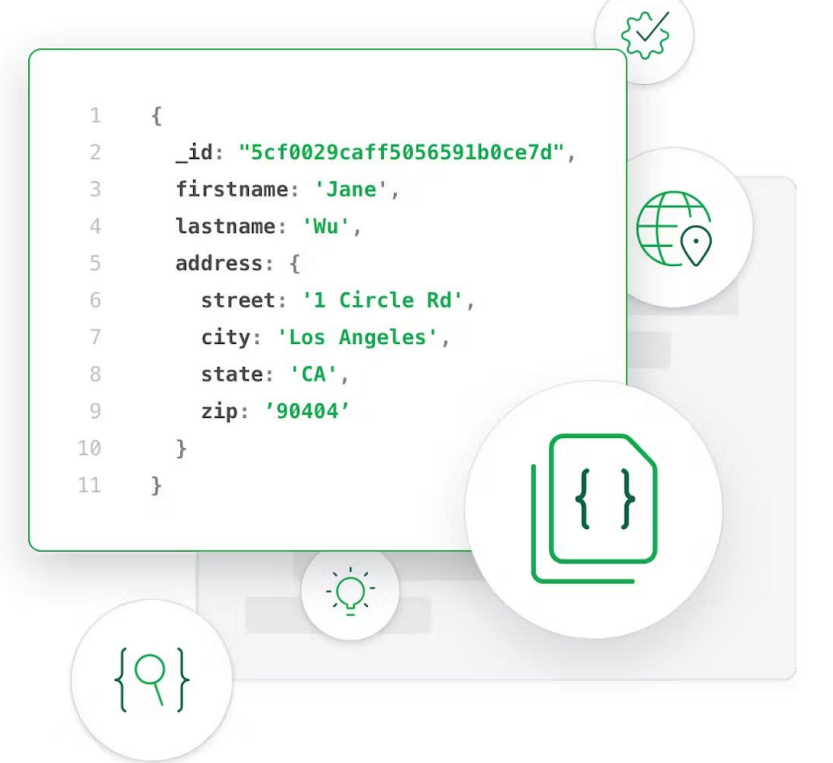 1 {
2 _id: "5cf0029caff5056591b0ce7d",
3 firstname: 'Jane',
4 lastname: 'Wu',
5 address: {
6 street: '1 Circle Rd',
7 city: 'Los Angeles',
8 state: 'CA',
9 zip: ’90404’
10 }
11 }
{ }
{ }